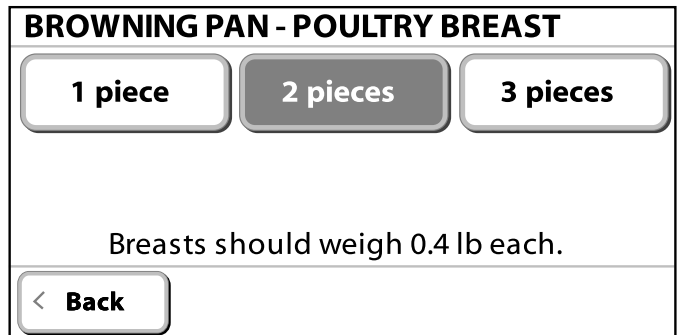 BROWNING PAN - POULTRY BREAST
1 piece 2 pieces 3 pieces
Breasts should weigh 0.4 lb each.
< Back